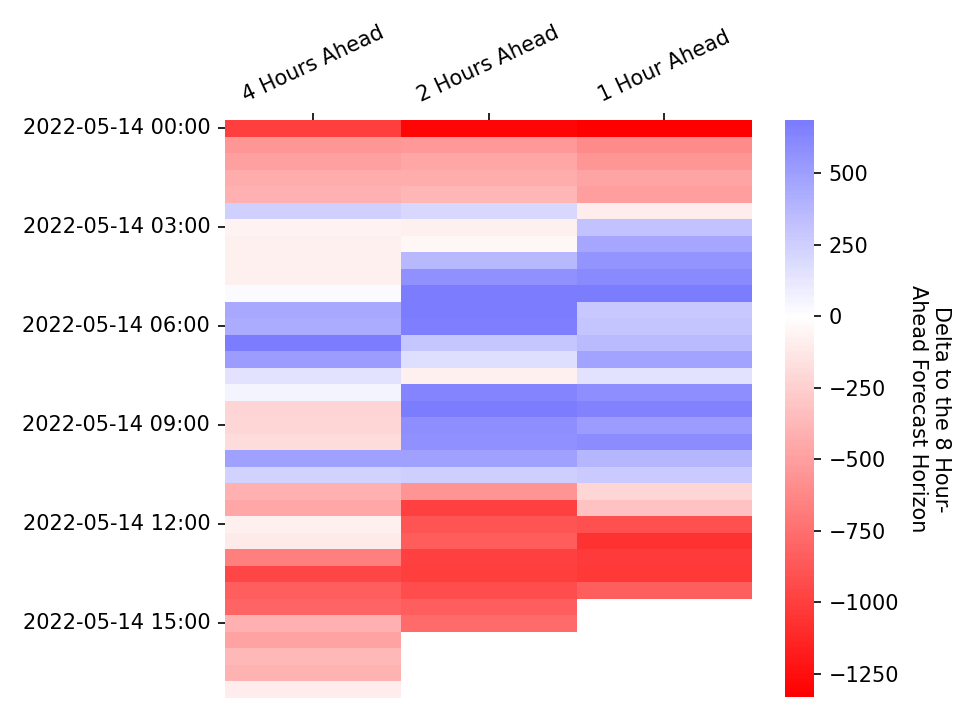 4 Hours Ahead
2 Hours Ahead
1 Hour Ahead
2022-05-14 00:00
2022-05-14 03:00
2022-05-14 06:00
2022-05-14 09:00
2022-05-14 12:00
2022-05-14 15:00
500
250
0
−250
−500
−750
−1000
−1250
Delta to the 8 Hour-
Ahead Forecast Horizon